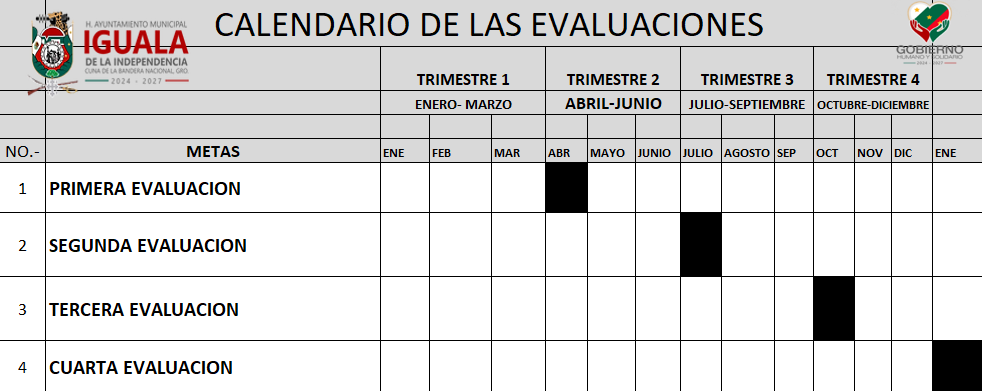 CALENDARIO DE LAS EVALUACIONES
H. AYUNTAMIENTO MUNICIPAL
IGUALA
DE LA INDEPENDENCIA
CUNA DE LA BANDERA NACIONAL, GRO.
2024 - 2027
GOBIERNO
HUMANO Y SOLIDARIO
2024 - 2027
TRIMESTRE 1 TRIMESTRE 2 TRIMESTRE 3 TRIMESTRE 4
ENERO- MARZO ABRIL-JUNIO JULIO-SEPTIEMBRE OCTUBRE-DICIEMBRE
NO.- METAS ENE FEB MAR ABR MAYO JUNIO JULIO AGOSTO SEP OCT NOV DIC ENE
1 PRIMERA EVALUACION
2 SEGUNDA EVALUACION
3 TERCERA EVALUACION
4 CUARTA EVALUACION